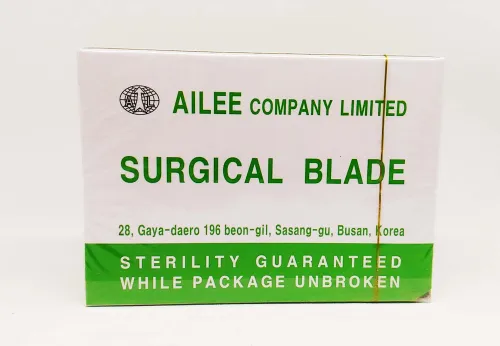 AILEE COMPANY LIMITED
SURGICAL BLADE
28, Gaya-daero 196 beon-gil, Sasang-gu, Busan, Korea
STERILITY GUARANTEED
WHILE PACKAGE UNBROKEN